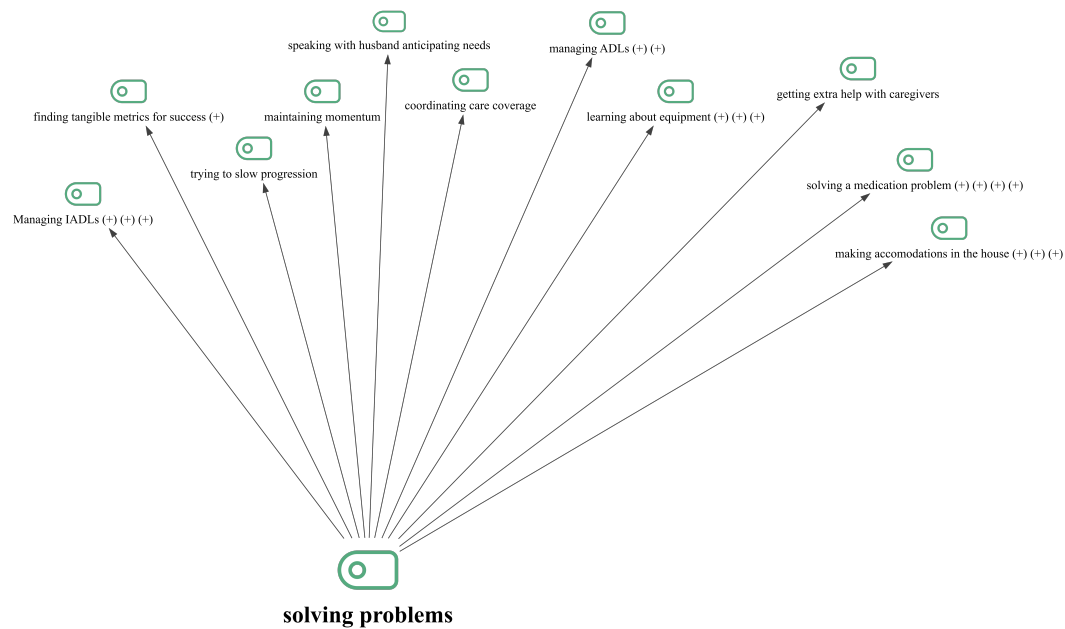 speaking with husband anticipating needs
managing ADLs (+) (+)
getting extra help with caregivers
coordinating care coverage
finding tangible metrics for success (+)
maintaining momentum
learning about equipment (+) (+) (+)
trying to slow progression
solving a medication problem (+) (+) (+) (+)
Managing IADLs (+) (+) (+)
making accomodations in the house (+) (+) (+)
solving problems